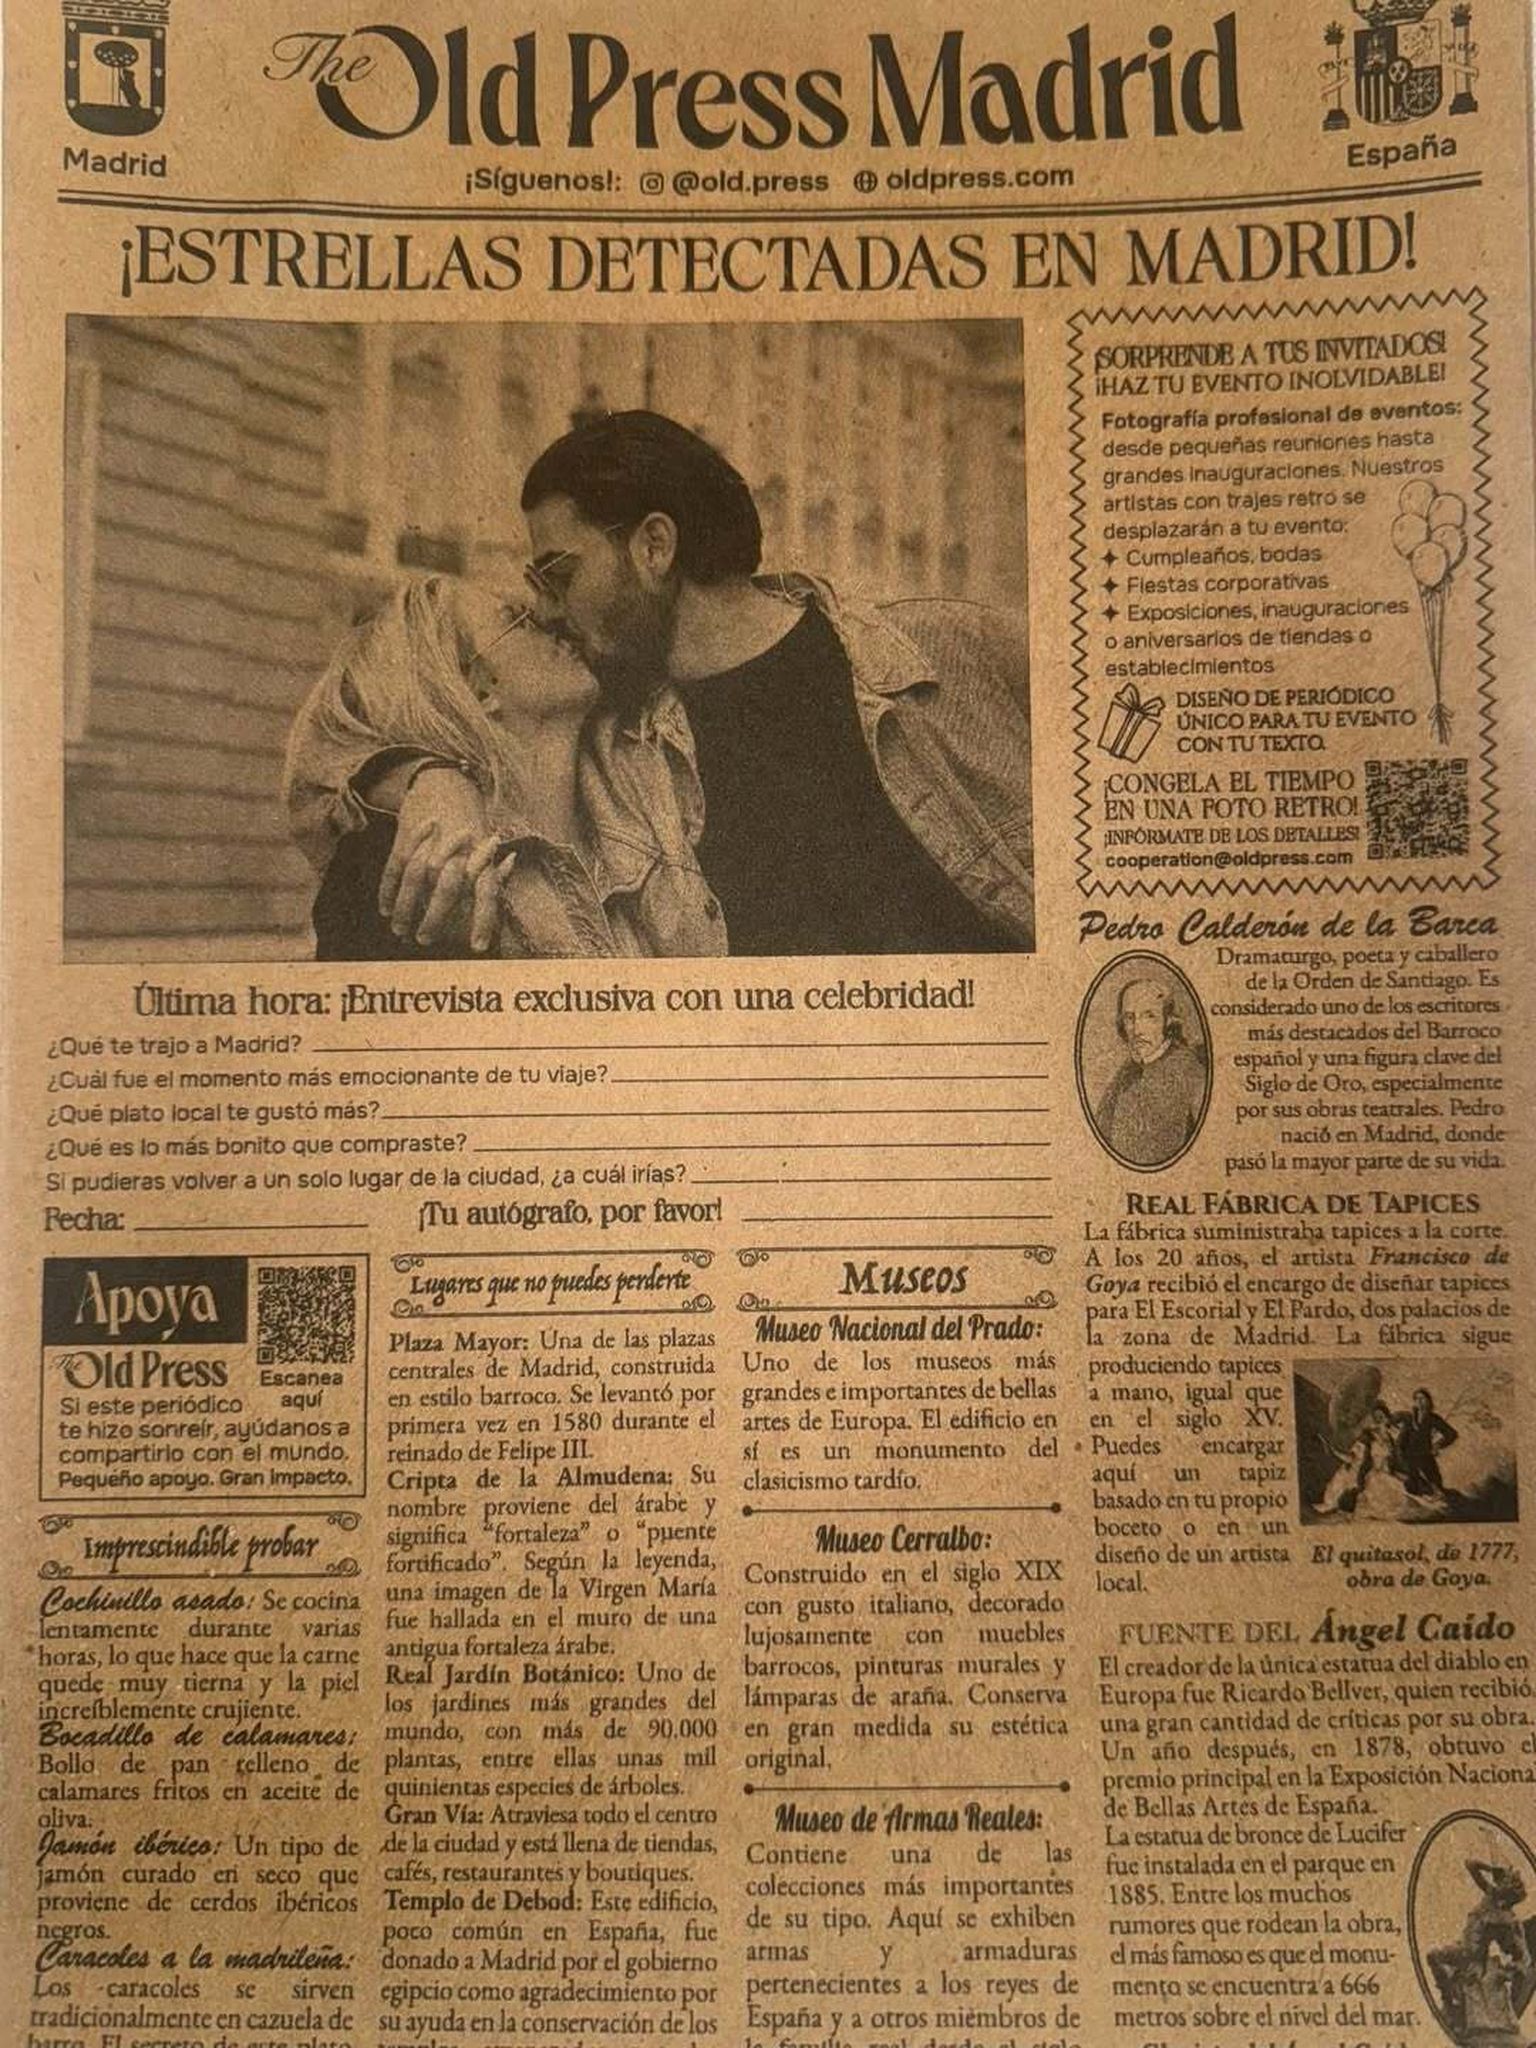 Madrid
The Old Press Madrid
España
¡Síguenos!: @old.press oldpress.com
¡ESTRELLAS DETECTADAS EN MADRID!
¡SORPRENDE A TUS INVITADOS!
¡HAZ TU EVENTO INOLVIDABLE!
Fotografía profesional de eventos:
desde pequeñas reuniones hasta
grandes inauguraciones. Nuestros
artistas con trajes retro se
desplazarán a tu evento:
✦ Cumpleaños, bodas
✦ Fiestas corporativas
✦ Exposiciones, inauguraciones
o aniversarios de tiendas o
establecimientos
DISEÑO DE PERIÓDICO
ÚNICO PARA TU EVENTO
CON TU TEXTO.
¡CONGELA EL TIEMPO
EN UNA FOTO RETRO!
¡INFÓRMATE DE LOS DETALLES!
cooperation@oldpress.com
Última hora: ¡Entrevista exclusiva con una celebridad!
¿Qué te trajo a Madrid?
¿Cuál fue el momento más emocionante de tu viaje?
¿Qué plato local te gustó más?
¿Qué es lo más bonito que compraste?
Si pudieras volver a un solo lugar de la ciudad, ¿a cuál irías?
Fecha: ¡Tu autógrafo, por favor!
Pedro Calderón de la Barca
Dramaturgo, poeta y caballero
de la Orden de Santiago. Es
considerado uno de los escritores
más destacados del Barroco
español y una figura clave del
Siglo de Oro, especialmente
por sus obras teatrales. Pedro
nació en Madrid, donde
pasó la mayor parte de su vida.
Apoya
The Old Press
Escanea
aquí
Si este periódico
te hizo sonreír, ayúdanos a
compartirlo con el mundo.
Pequeño apoyo. Gran impacto.
Imprescindible probar
Cochinillo asado: Se cocina
lentamente durante varias
horas, lo que hace que la carne
quede muy tierna y la piel
increíblemente crujiente.
Bocadillo de calamares:
Bollo de pan relleno de
calamares fritos en aceite de
oliva.
Jamón ibérico: Un tipo de
jamón curado en seco que
proviene de cerdos ibéricos
negros.
Caracoles a la madrileña:
Los caracoles se sirven
tradicionalmente en cazuela de
barro. El secreto de este plato
Lugares que no puedes perderte
Plaza Mayor: Una de las plazas
centrales de Madrid, construida
en estilo barroco. Se levantó por
primera vez en 1580 durante el
reinado de Felipe III.
Cripta de la Almudena: Su
nombre proviene del árabe y
significa “fortaleza” o “puente
fortificado”. Según la leyenda,
una imagen de la Virgen María
fue hallada en el muro de una
antigua fortaleza árabe.
Real Jardín Botánico: Uno de
los jardines más grandes del
mundo, con más de 90.000
plantas, entre ellas unas mil
quinientas especies de árboles.
Gran Vía: Atraviesa todo el centro
de la ciudad y está llena de tiendas,
cafés, restaurantes y boutiques.
Templo de Debod: Este edificio,
poco común en España, fue
donado a Madrid por el gobierno
egipcio como agradecimiento por
su ayuda en la conservación de los
Museos
Museo Nacional del Prado:
Uno de los museos más
grandes e importantes de bellas
artes de Europa. El edificio en
sí es un monumento del
clasicismo tardío.
Museo Cerralbo:
Construido en el siglo XIX
con gusto italiano, decorado
lujosamente con muebles
barrocos, pinturas murales y
lámparas de araña. Conserva
en gran medida su estética
original.
Museo de Armas Reales:
Contiene una de las
colecciones más importantes
de su tipo. Aquí se exhiben
armas y armaduras
pertenecientes a los reyes de
España y a otros miembros de
la familia real desde el siglo
REAL FÁBRICA DE TAPICES
La fábrica suministraba tapices a la corte.
A los 20 años, el artista Francisco de
Goya recibió el encargo de diseñar tapices
para El Escorial y El Pardo, dos palacios de
la zona de Madrid. La fábrica sigue
produciendo tapices
a mano, igual que
en el siglo XV.
Puedes encargar
aquí un tapiz
basado en tu propio
boceto o en un
diseño de un artista
local.
El quitasol, de 1777,
obra de Goya.
FUENTE DEL Ángel Caído
El creador de la única estatua del diablo en
Europa fue Ricardo Bellver, quien recibió
una gran cantidad de críticas por su obra.
Un año después, en 1878, obtuvo el
premio principal en la Exposición Nacional
de Bellas Artes de España.
La estatua de bronce de Lucifer
fue instalada en el parque en
1885. Entre los muchos
rumores que rodean la obra,
el más famoso es que el monu-
mento se encuentra a 666
metros sobre el nivel del mar.